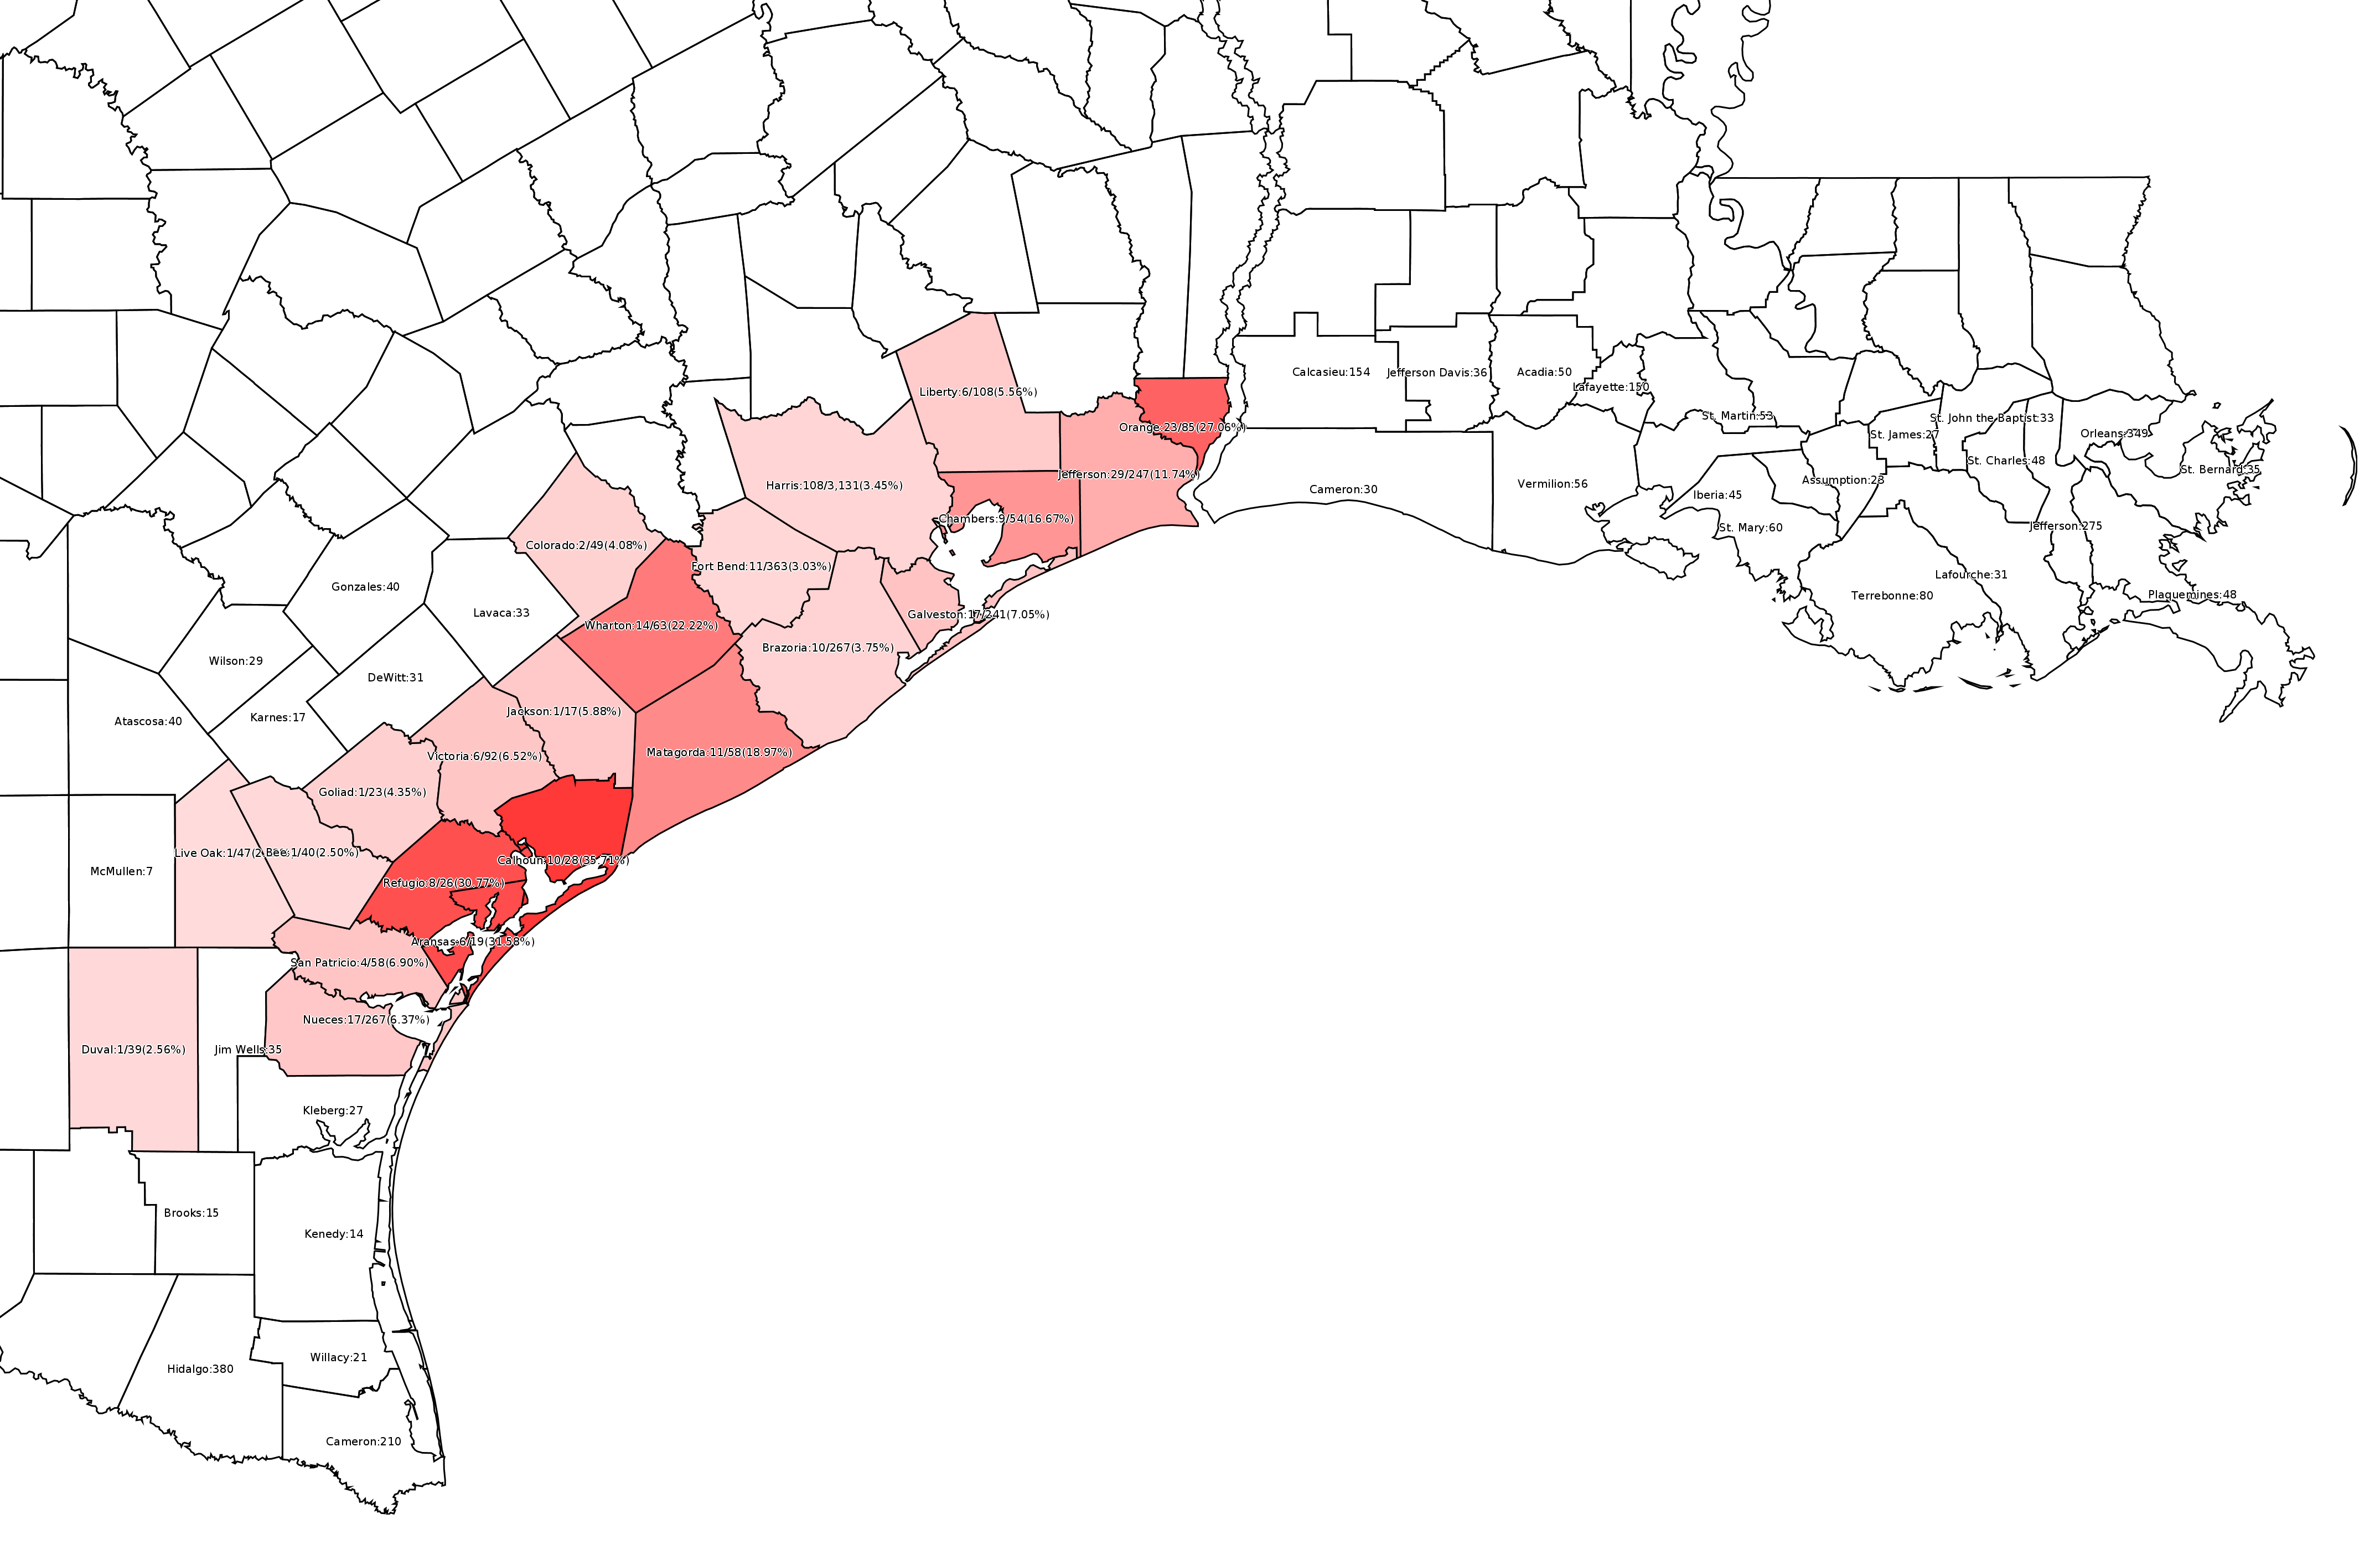 Calcasieu:154
Jefferson Davis:36
Acadia:50
Lafayette:150
Liberty:6/108(5.56%)
St. Martin:53
St. John the Baptist:33
Orange:23/85(27.06%)
St. James:27
Orleans:349
St. Charles:48
St. Bernard:35
Jefferson:29/247(11.74%)
Assumption:23
Harris:108/3,131(3.45%)
Vermilion:56
Cameron:30
Iberia:45
Chambers:9/54(16.67%)
St. Mary:60
Jefferson:275
Colorado:2/49(4.08%)
Fort Bend:11/363(3.03%)
Lafourche:31
Gonzales:40
Plaquemines:48
Terrebonne:80
Lavaca:33
Galveston:17/241(7.05%)
Wharton:14/63(22.22%)
Brazoria:10/267(3.75%)
Wilson:29
DeWitt:31
Jackson:1/17(5.88%)
Karnes:17
Atascosa:40
Matagorda:11/58(18.97%)
Victoria:6/92(6.52%)
Goliad:1/23(4.35%)
Live Oak:1/47(2
Bee:1/40(2.50%)
Calhoun:10/28(35.71%)
McMullen:7
Refugio:8/26(30.77%)
Aransas:6/19(31.58%)
San Patricio:4/58(6.90%)
Nueces:17/267(6.37%)
Duval:1/39(2.56%)
Jim Wells:35
Kleberg:27
Brooks:15
Kenedy:14
Willacy:21
Hidalgo:380
Cameron:210